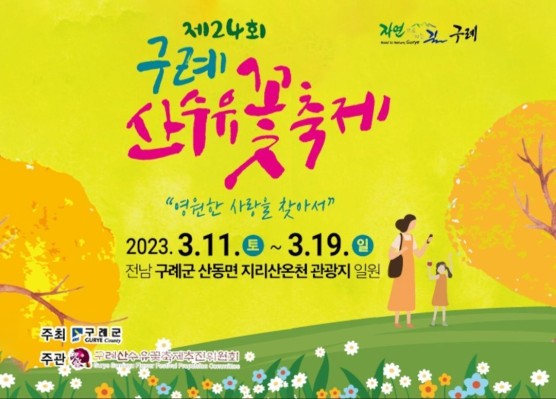 제24회
자연
구례
구례
산수유꽃축제
"영원한 사랑을 찾아서"
2023. 3.11.토 ~ 3.19.일
전남 구례군 산동면 지리산온천 관광지 일원
주최 구례군
GURYE County
주관 구례산수유꽃축제추진위원회